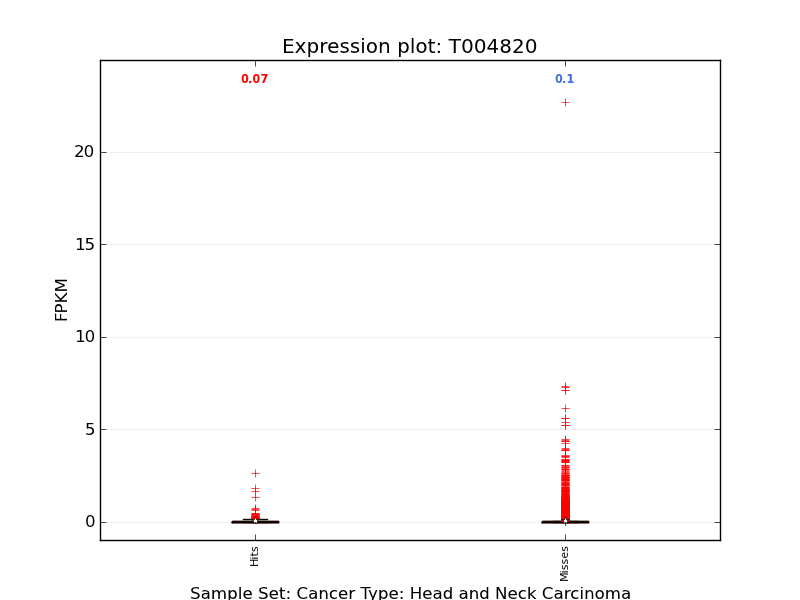 Expression plot: T004820
0.07
0.1
20
15
10
5
0
FPKM
Hits
Misses
Sample Set: Cancer Type: Head and Neck Carcinoma